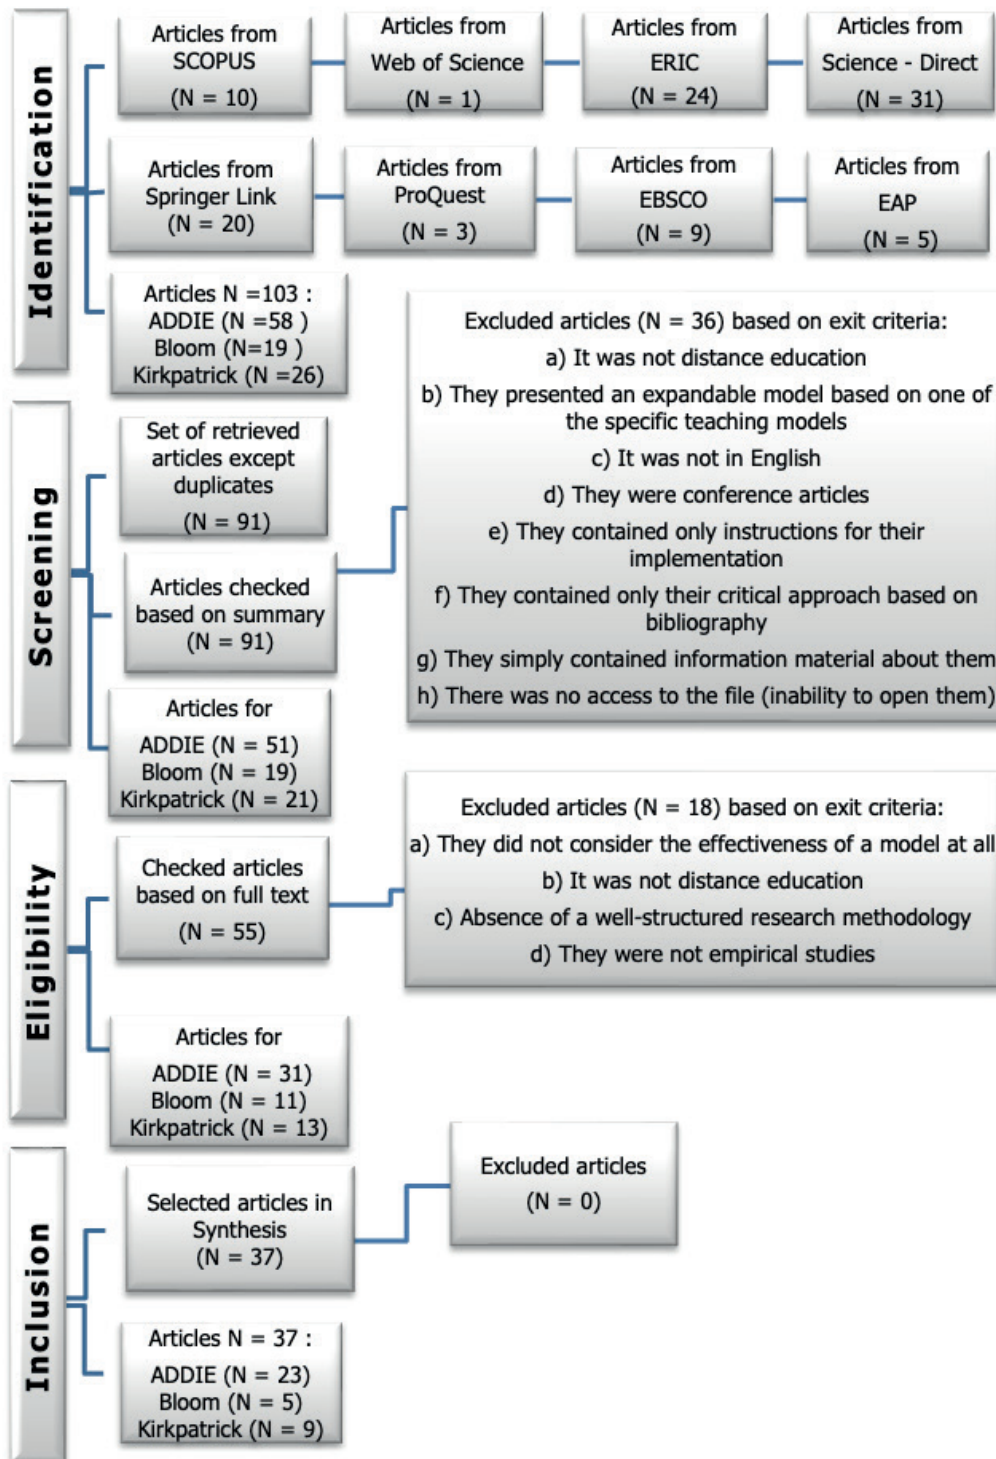 Identification
Articles from
SCOPUS
(N = 10)
Articles from
Web of Science
(N = 1)
Articles from
ERIC
(N = 24)
Articles from
Science - Direct
(N = 31)
Articles from
Springer Link
(N = 20)
Articles from
ProQuest
(N = 3)
Articles from
EBSCO
(N = 9)
Articles from
EAP
(N = 5)
Articles N =103 :
ADDIE (N =58 )
Bloom (N=19 )
Kirkpatrick (N =26)
Screening
Set of retrieved
articles except
duplicates
(N = 91)
Articles checked
based on summary
(N = 91)
Excluded articles (N = 36) based on exit criteria:
a) It was not distance education
b) They presented an expandable model based on one of
the specific teaching models
c) It was not in English
d) They were conference articles
e) They contained only instructions for their
implementation
f) They contained only their critical approach based on
bibliography
g) They simply contained information material about them
h) There was no access to the file (inability to open them)
Articles for
ADDIE (N = 51)
Bloom (N = 19)
Kirkpatrick (N = 21)
Eligibility
Checked articles
based on full text
(N = 55)
Excluded articles (N = 18) based on exit criteria:
a) They did not consider the effectiveness of a model at all
b) It was not distance education
c) Absence of a well-structured research methodology
d) They were not empirical studies
Articles for
ADDIE (N = 31)
Bloom (N = 11)
Kirkpatrick (N = 13)
Inclusion
Selected articles in
Synthesis
(N = 37)
Excluded articles
(N = 0)
Articles N = 37 :
ADDIE (N = 23)
Bloom (N = 5)
Kirkpatrick (N = 9)